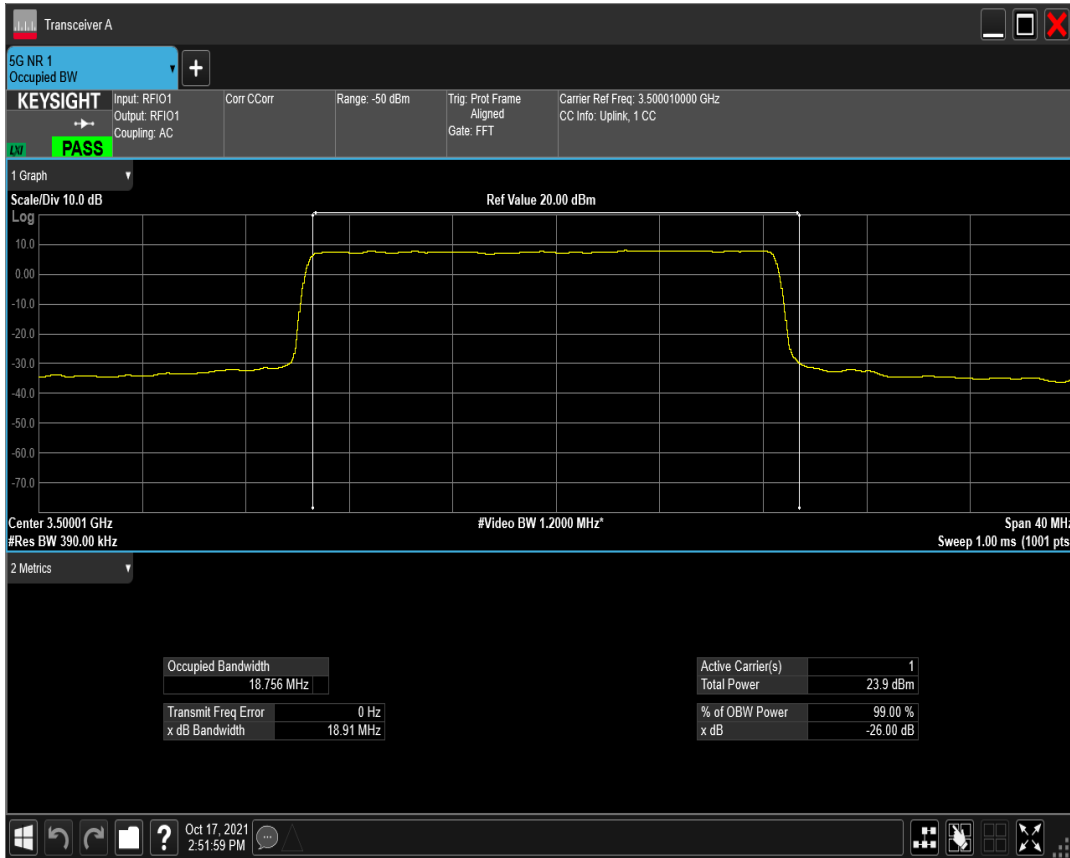 Transceiver A
5G NR 1
Occupied BW
+
KEYSIGHT
LXI
PASS
Input: RFIO1
Output: RFIO1
Coupling: AC
Corr CCorr
Range: -50 dBm
Trig: Prot Frame
Aligned
Gate: FFT
Carrier Ref Freq: 3.500010000 GHz
CC Info: Uplink, 1 CC
1 Graph
Scale/Div 10.0 dB
Ref Value 20.00 dBm
Log
10.0
0.00
-10.0
-20.0
-30.0
-40.0
-50.0
-60.0
-70.0
Center 3.50001 GHz
#Video BW 1.2000 MHz*
Span 40 MHz
#Res BW 390.00 kHz
Sweep 1.00 ms (1001 pts
2 Metrics
Occupied Bandwidth
18.756 MHz
Transmit Freq Error 0 Hz
x dB Bandwidth 18.91 MHz
Active Carrier(s) 1
Total Power 23.9 dBm
% of OBW Power 99.00 %
x dB -26.00 dB
?
Oct 17, 2021
2:51:59 PM